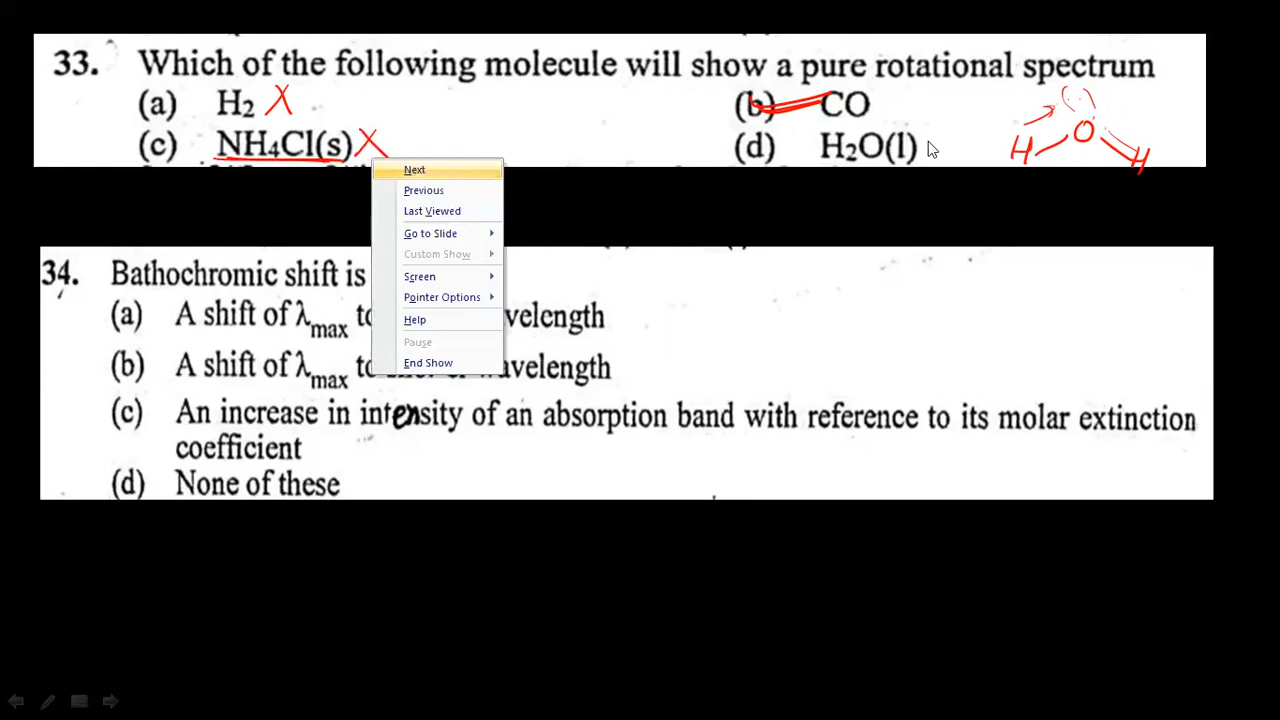 33. Which of the following molecule will show a pure rotational spectrum
(a) H₂ X (b) CO
(c) NH₄Cl(s) X (d) H₂O(l)
H O H
Next
Previous
Last Viewed
Go to Slide
Custom Show
Screen
Pointer Options
Help
Pause
End Show
34. Bathochromic shift is
(a) A shift of λmax velength
(b) A shift of λmax velength
(c) An increase in intensity of an absorption band with reference to its molar extinction
coefficient
(d) None of these